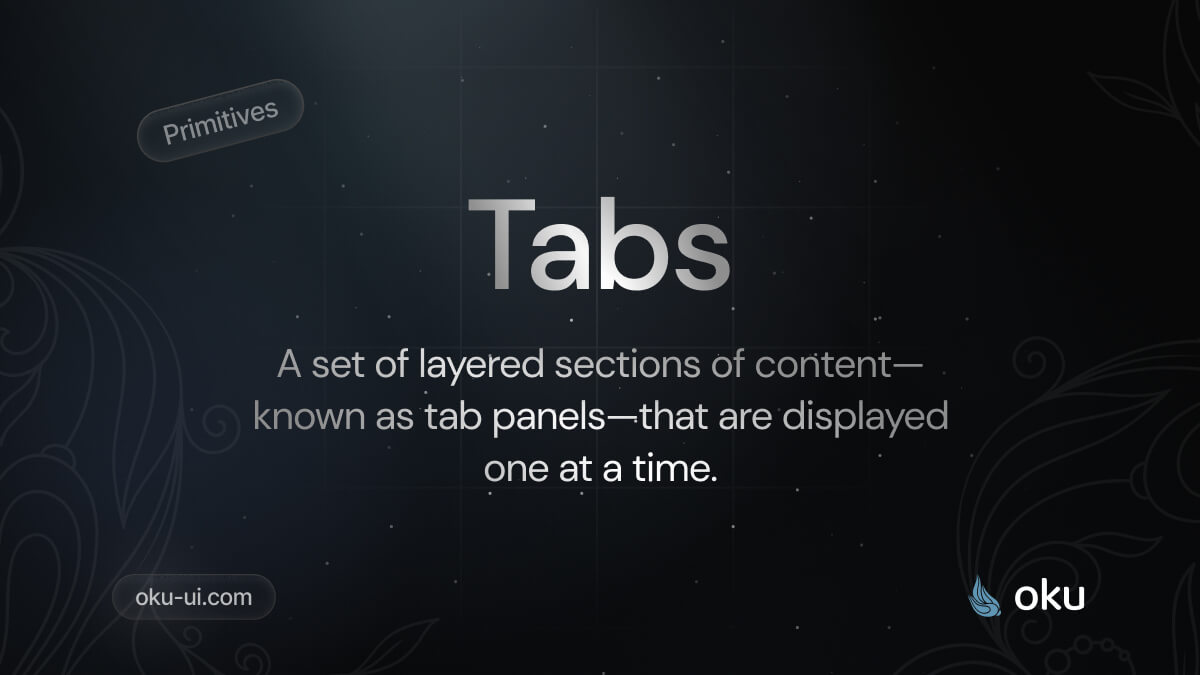 Primitives
Tabs
A set of layered sections of content—
known as tab panels—that are displayed
one at a time.
oku-ui.com
oku